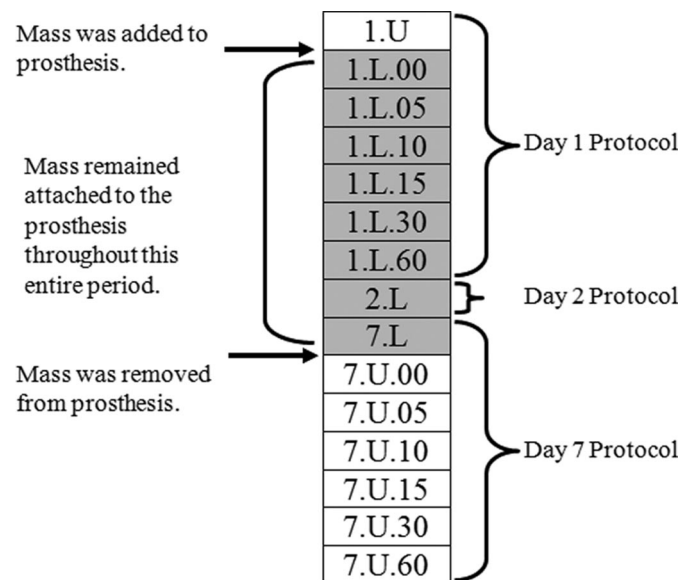 Mass was added to
prosthesis.
1.U
1.L.00
1.L.05
1.L.10
1.L.15
1.L.30
1.L.60
2.L
7.L
7.U.00
7.U.05
7.U.10
7.U.15
7.U.30
7.U.60
Mass remained
attached to the
prosthesis
throughout this
entire period.
Mass was removed
from prosthesis.
Day 1 Protocol
Day 2 Protocol
Day 7 Protocol